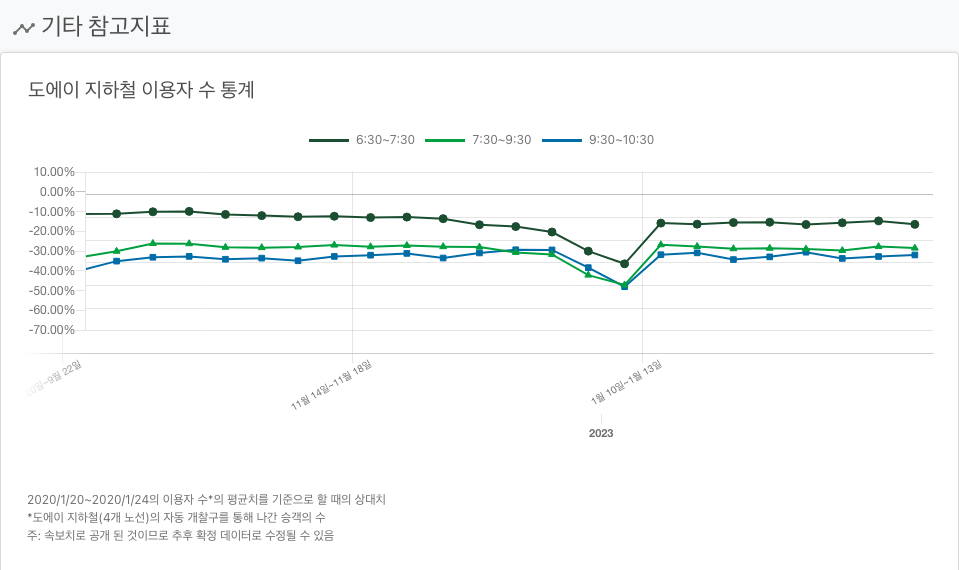 기타 참고지표
도에이 지하철 이용자 수 통계
6:30~7:30 7:30~9:30 9:30~10:30
10.00%
0.00%
-10.00%
-20.00%
-30.00%
-40.00%
-50.00%
-60.00%
-70.00%
~9월 22일
11월 14일~11월 18일
1월 10일~1월 13일
2023
2020/1/20~2020/1/24의 이용자 수*의 평균치를 기준으로 할 때의 상대치
*도에이 지하철(4개 노선)의 자동 개찰구를 통해 나간 승객의 수
주: 속보치로 공개 된 것이므로 추후 확정 데이터로 수정될 수 있음